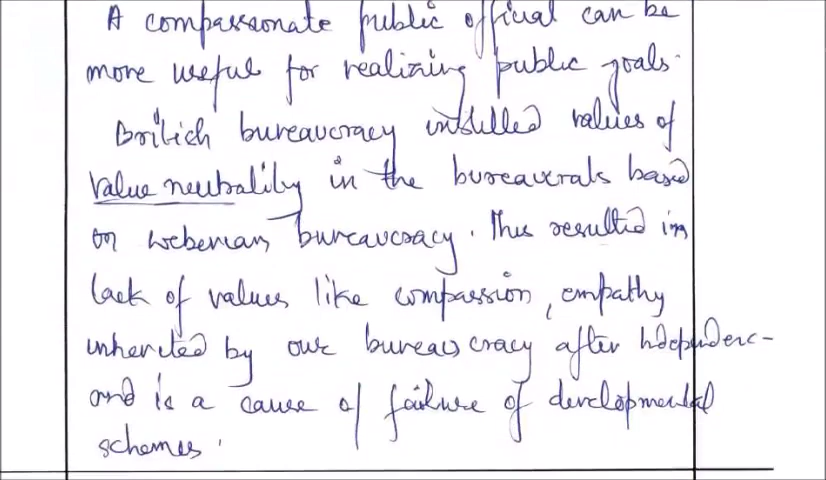 A compassionate public official can be
more useful for realizing public goals.
British bureaucracy instilled values of
value neutrality in the bureaucrats based
on weberian bureaucracy. This resulted in
lack of values like compassion, empathy
inherited by our bureaucracy after Independenc-
and is a cause of failure of developmental
schemes.